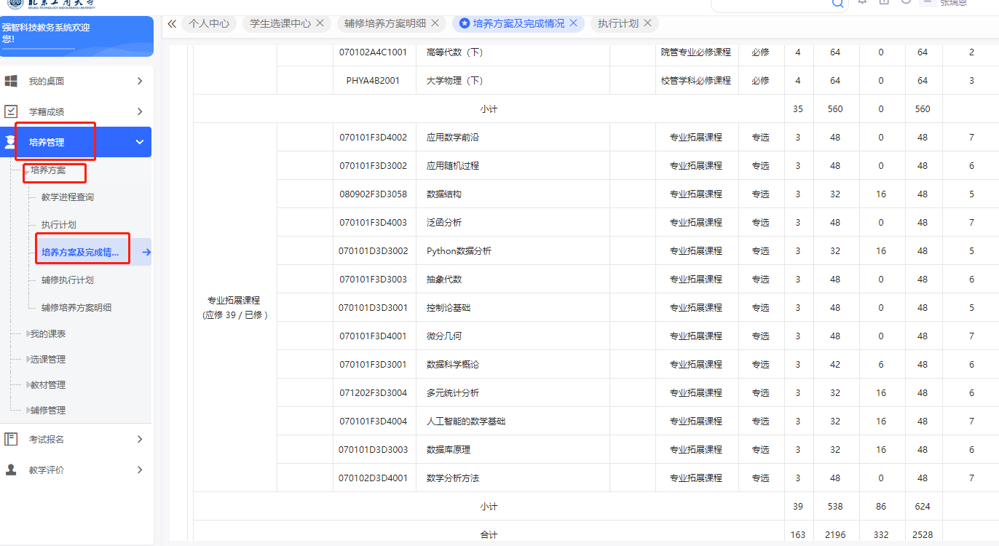 北京工商大学
BEIJING TECHNOLOGY AND BUSINESS UNIVERSITY
强智科技教务系统欢迎
您!
我的桌面
学籍成绩
培养管理
培养方案
教学进程查询
执行计划
培养方案及完成情...
辅修执行计划
辅修培养方案明细
我的课表
选课管理
教材管理
辅修管理
考试报名
教学评价
个人中心 学生选课中心 辅修培养方案明细 培养方案及完成情况 执行计划
张瑞恩
070102A4C1001 高等代数（下） 院管专业必修课程 必修 4 64 0 64 2
PHYA4B2001 大学物理（下） 校管学科必修课程 必修 4 64 0 64 3
小计 35 560 0 560
专业拓展课程
(应修 39 / 已修 )
070101F3D4002 应用数学前沿 专业拓展课程 专选 3 48 0 48 7
070101F3D3002 应用随机过程 专业拓展课程 专选 3 48 0 48 6
080902F3D3058 数据结构 专业拓展课程 专选 3 32 16 48 5
070101F3D4003 泛函分析 专业拓展课程 专选 3 48 0 48 7
070101D3D3002 Python数据分析 专业拓展课程 专选 3 32 16 48 5
070101F3D3003 抽象代数 专业拓展课程 专选 3 48 0 48 6
070101D3D3001 控制论基础 专业拓展课程 专选 3 48 0 48 5
070101F3D4001 微分几何 专业拓展课程 专选 3 48 0 48 7
070101F3D3001 数据科学概论 专业拓展课程 专选 3 42 6 48 6
071202F3D3004 多元统计分析 专业拓展课程 专选 3 32 16 48 6
070101F3D4004 人工智能的数学基础 专业拓展课程 专选 3 32 16 48 7
070101D3D3003 数据库原理 专业拓展课程 专选 3 32 16 48 6
070102D3D4001 数学分析方法 专业拓展课程 专选 3 48 0 48 7
小计 39 538 86 624
合计 163 2196 332 2528